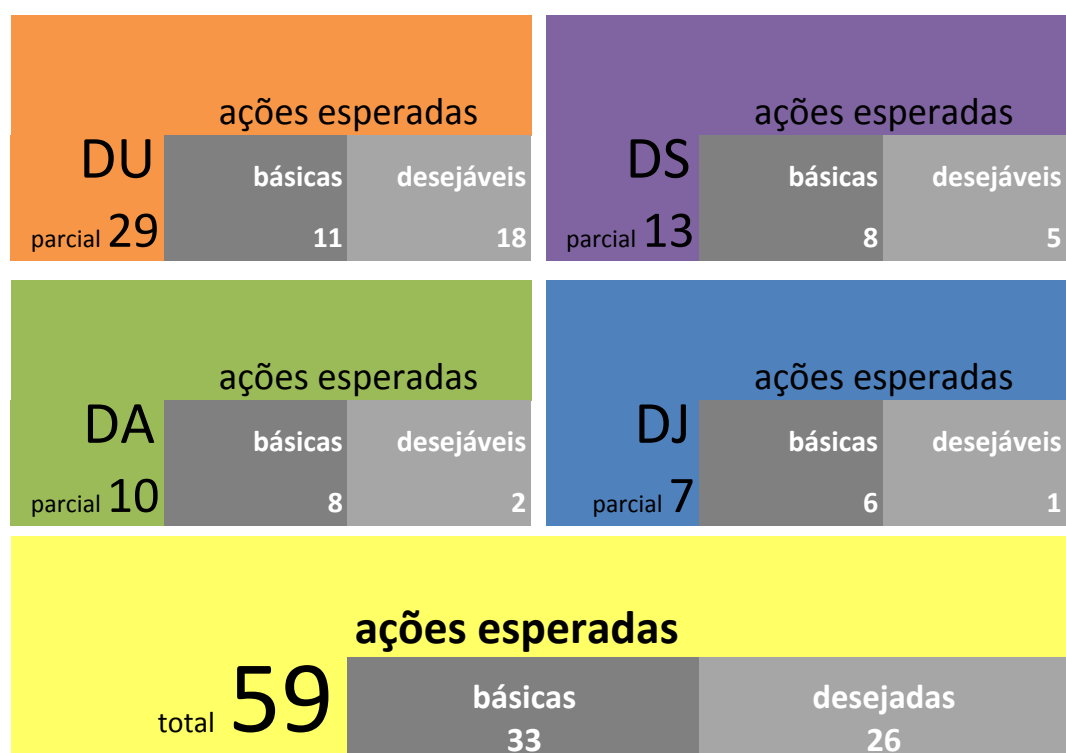 ações esperadas
DU básicas desejáveis
parcial 29 11 18
ações esperadas
DS básicas desejáveis
parcial 13 8 5
ações esperadas
DA básicas desejáveis
parcial 10 8 2
ações esperadas
DJ básicas desejáveis
parcial 7 6 1
ações esperadas
total 59 básicas desejadas
33 26